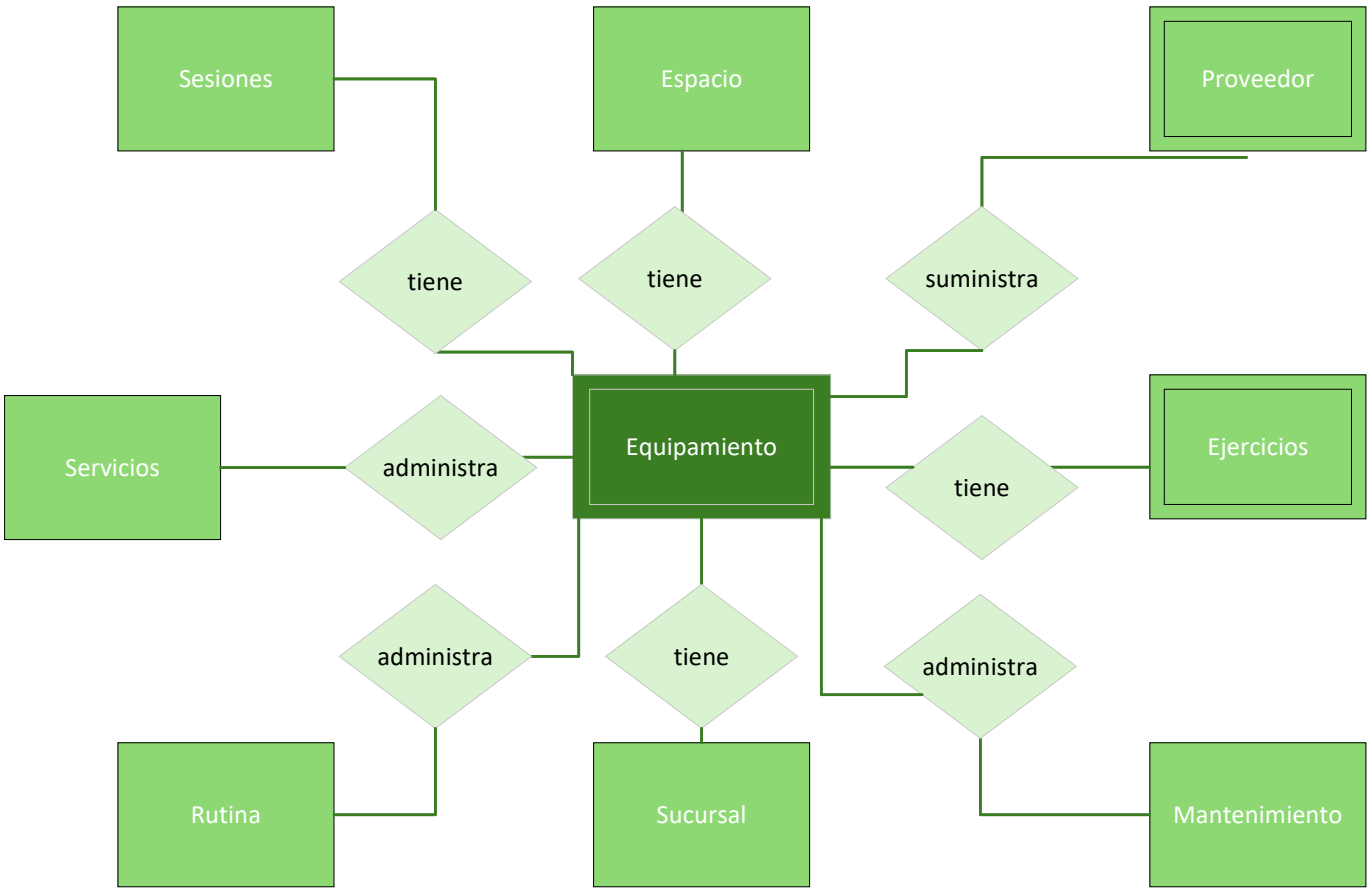 Sesiones
Espacio
Proveedor
tiene
tiene
suministra
Servicios
administra
Equipamiento
tiene
Ejercicios
administra
tiene
administra
Rutina
Sucursal
Mantenimiento